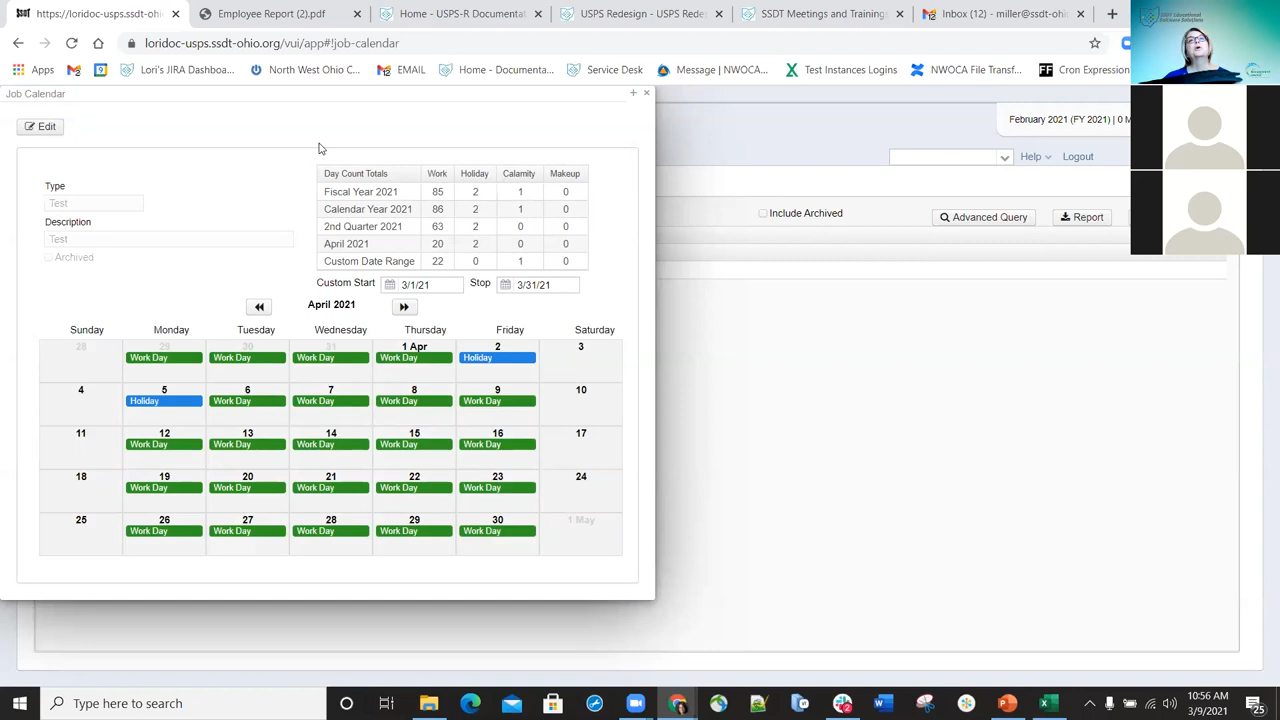 https://loridoc-usps.ssdt-ohio.org
Employee Report (2).pdf
Home - USPS-R Documentat
USPS Redesign - USPS Redes
SSDT Meetings and Trainings
Inbox (12) - miller@ssdt-ohi
loridoc-usps.ssdt-ohio.org/vui/app#!job-calendar
Apps
Lori's JIRA Dashboa...
North West Ohio C...
EMAIL
Home - Documenta...
Service Desk
Message | NWOCA...
Test Instances Logins
NWOCA File Transf...
Cron Expression
Job Calendar
Edit
February 2021 (FY 2021) | 0 M
Help
Logout
Include Archived
Advanced Query
Report
Type
Test
Description
Test
Archived
Day Count Totals Work Holiday Calamity Makeup
Fiscal Year 2021 85 2 1 0
Calendar Year 2021 86 2 1 0
2nd Quarter 2021 63 2 0 0
April 2021 20 2 0 0
Custom Date Range 22 0 1 0
Custom Start 3/1/21 Stop 3/31/21
April 2021
Sunday Monday Tuesday Wednesday Thursday Friday Saturday
28 29 30 31 1 Apr 2 3
Work Day Work Day Work Day Work Day Holiday
4 5 6 7 8 9 10
Holiday Work Day Work Day Work Day Work Day
11 12 13 14 15 16 17
Work Day Work Day Work Day Work Day Work Day
18 19 20 21 22 23 24
Work Day Work Day Work Day Work Day Work Day
25 26 27 28 29 30 1 May
Work Day Work Day Work Day Work Day Work Day
Type here to search
10:56 AM
3/9/2021
25